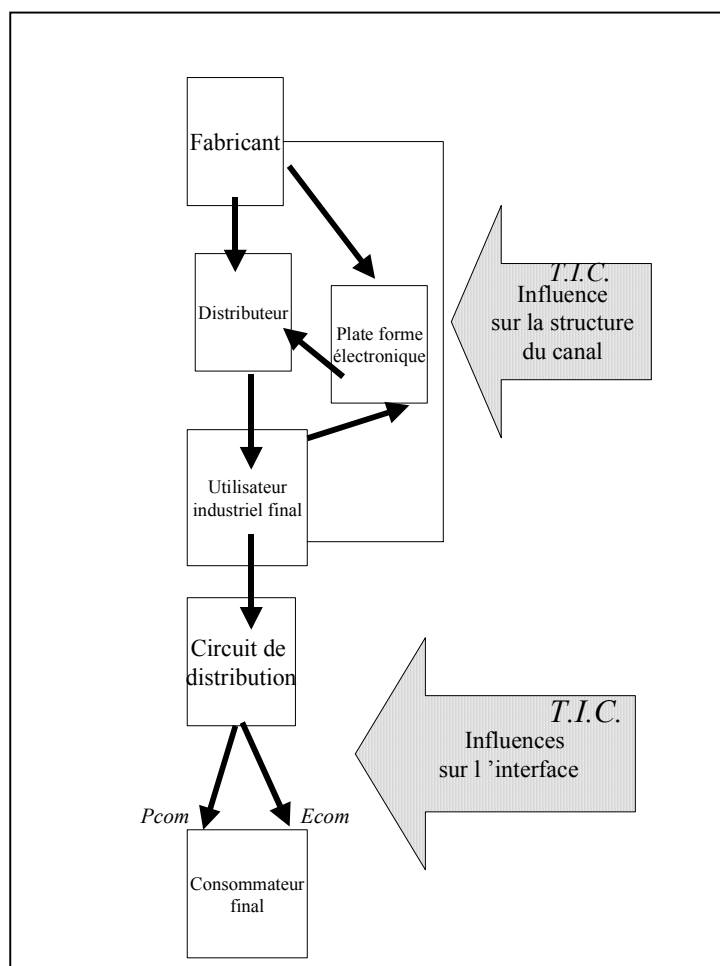 Fabricant
T.I.C.
Influence
sur la structure
du canal
Distributeur
Plate forme
électronique
Utilisateur
industriel final
Circuit de
distribution
T.I.C.
Influences
sur l ’interface
Pcom
Ecom
Consommateur
final